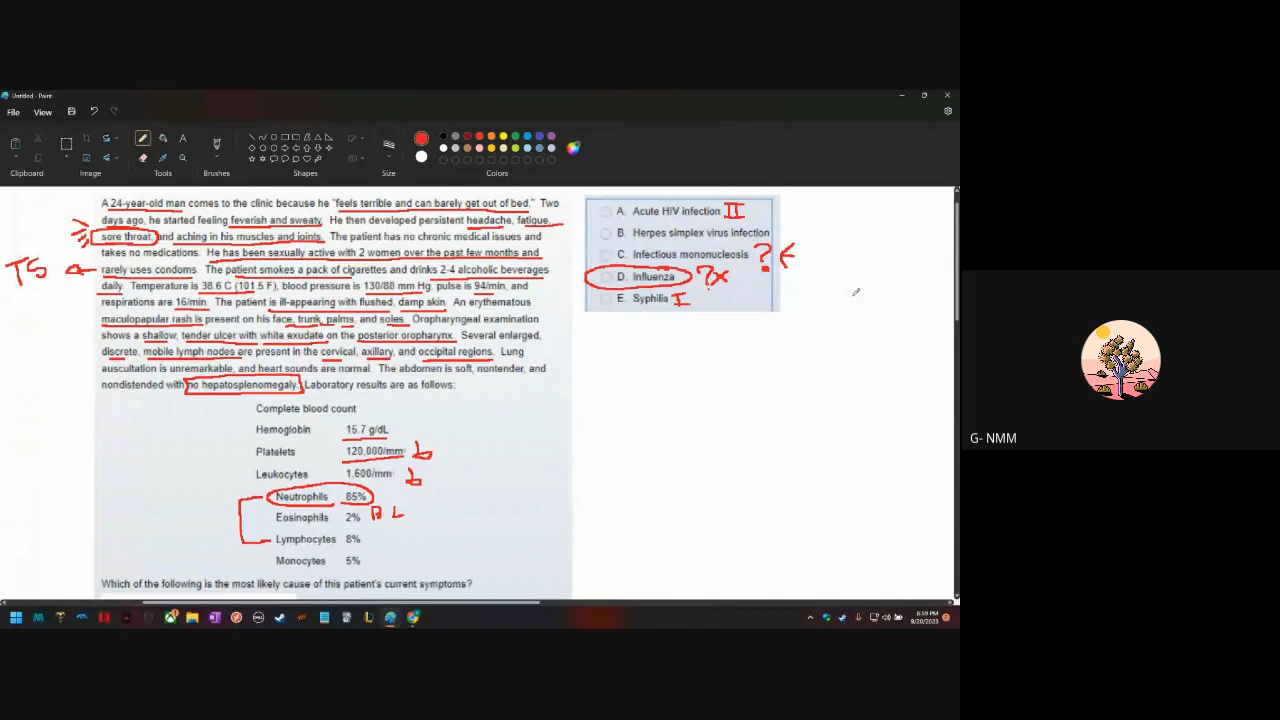 Untitled - Paint
File View
Clipboard Image Tools Brushes Shapes Size Colors
A 24-year-old man comes to the clinic because he "feels terrible and can barely get out of bed." Two
days ago, he started feeling feverish and sweaty. He then developed persistent headache, fatigue,
sore throat, and aching in his muscles and joints. The patient has no chronic medical issues and
takes no medications. He has been sexually active with 2 women over the past few months and
rarely uses condoms. The patient smokes a pack of cigarettes and drinks 2-4 alcoholic beverages
daily. Temperature is 38.6 C (101.5 F), blood pressure is 130/88 mm Hg, pulse is 94/min, and
respirations are 16/min. The patient is ill-appearing with flushed, damp skin. An erythematous
maculopapular rash is present on his face, trunk, palms, and soles. Oropharyngeal examination
shows a shallow, tender ulcer with white exudate on the posterior oropharynx. Several enlarged,
discrete, mobile lymph nodes are present in the cervical, axillary, and occipital regions. Lung
auscultation is unremarkable, and heart sounds are normal. The abdomen is soft, nontender, and
nondistended with no hepatosplenomegaly. Laboratory results are as follows:
TS
Complete blood count
Hemoglobin 15.7 g/dL
Platelets 120,000/mm³ b
Leukocytes 1,600/mm³ b
Neutrophils 85%
Eosinophils 2%
Lymphocytes 8%
Monocytes 5%
Which of the following is the most likely cause of this patient's current symptoms?
A. Acute HIV infection II
B. Herpes simplex virus infection
C. Infectious mononucleosis ?
D. Influenza ?x
E. Syphilis I
G- NMM
8:59 PM
9/20/2023